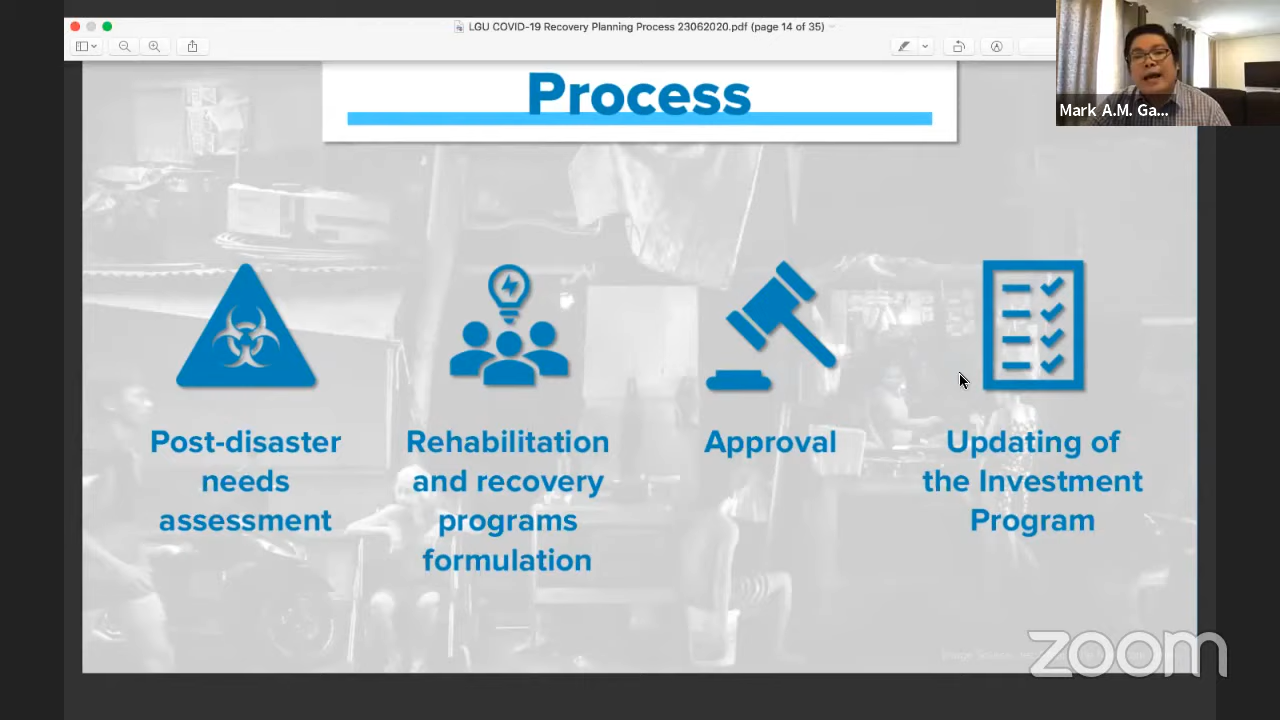 LGU COVID-19 Recovery Planning Process 23062020.pdf (page 14 of 35)
Mark A.M. Ga...
Process
Post-disaster
needs
assessment
Rehabilitation
and recovery
programs
formulation
Approval
Updating of
the Investment
Program
zoom